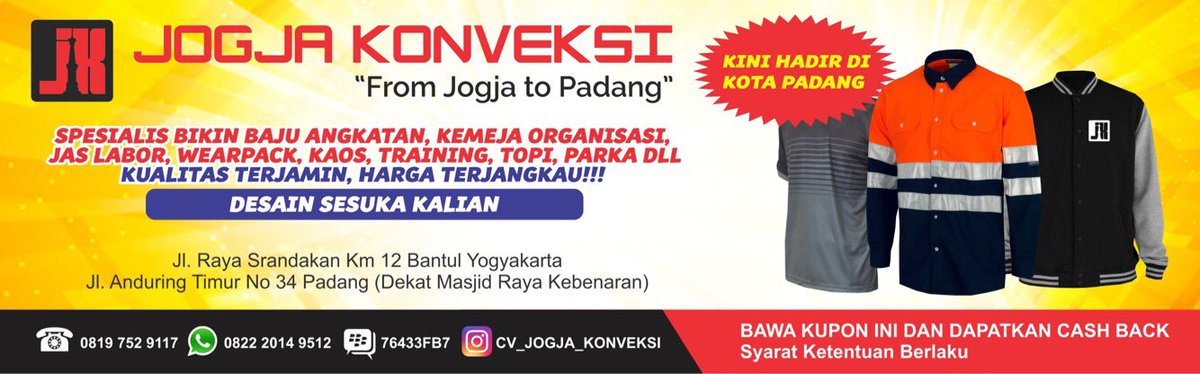 JK
JOGJA KONVEKSI
"From Jogja to Padang"
KINI HADIR DI
KOTA PADANG
SPESIALIS BIKIN BAJU ANGKATAN, KEMEJA ORGANISASI,
JAS LABOR, WEARPACK, KAOS, TRAINING, TOPI, PARKA DLL
KUALITAS TERJAMIN, HARGA TERJANGKAU!!!
DESAIN SESUKA KALIAN
JK
Jl. Raya Srandakan Km 12 Bantul Yogyakarta
Jl. Anduring Timur No 34 Padang (Dekat Masjid Raya Kebenaran)
0819 752 9117 0822 2014 9512 76433FB7 CV_JOGJA_KONVEKSI
BAWA KUPON INI DAN DAPATKAN CASH BACK
Syarat Ketentuan Berlaku